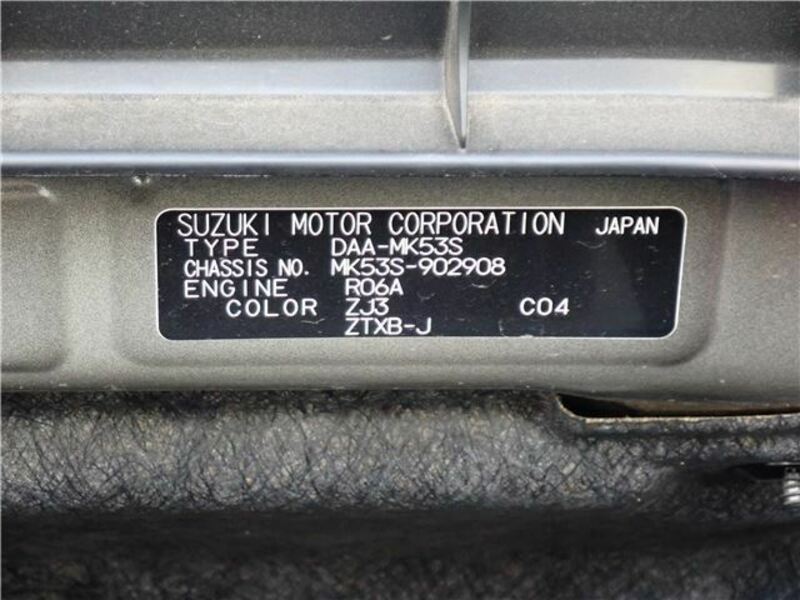 SUZUKI MOTOR CORPORATION JAPAN
TYPE DAA-MK53S
CHASSIS NO. MK53S-902908
ENGINE R06A
COLOR ZJ3 C04
ZTXB-J